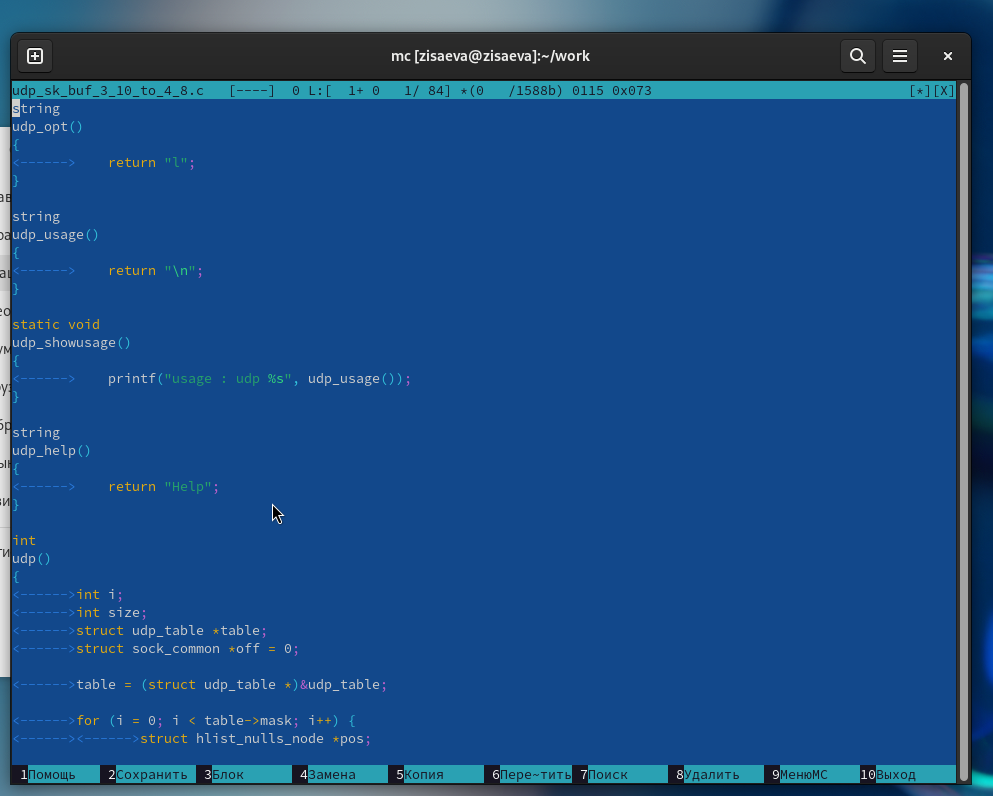 mc [zisaeva@zisaeva]:~/work
udp_sk_buf_3_10_to_4_8.c   [----]  0 L:[  1+ 0   1/ 84] *(0   /1588b) 0115 0x073   [*][X]
string
udp_opt()
{
<------>    return "l";
}
string
udp_usage()
{
<------>    return "\n";
}
static void
udp_showusage()
{
<------>    printf("usage : udp %s", udp_usage());
}
string
udp_help()
{
<------>    return "Help";
}
int
udp()
{
<------>int i;
<------>int size;
<------>struct udp_table *table;
<------>struct sock_common *off = 0;
<------>table = (struct udp_table *)&udp_table;
<------>for (i = 0; i < table->mask; i++) {
<------><------>struct hlist_nulls_node *pos;
1Помощь  2Сохранить  3Блок  4Замена  5Копия  6Пере~тить  7Поиск  8Удалить  9МенюMC  10Выход